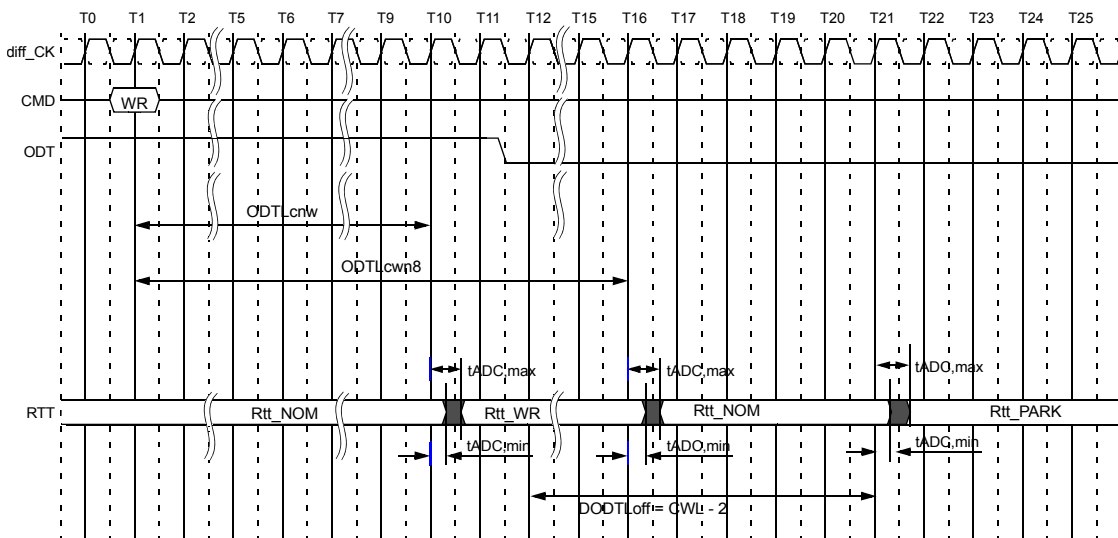 T0 T1 T2 T5 T6 T7 T9 T10 T11 T12 T15 T16 T17 T18 T19 T20 T21 T22 T23 T24 T25
diff_CK
CMD
WR
ODT
ODTLcnw
ODTLcwn8
tADC,max
tADC,max
tADO,max
RTT
Rtt_NOM
Rtt_WR
Rtt_NOM
Rtt_PARK
tADC,min
tADO,min
tADC,min
DODTLoff = CWL - 2